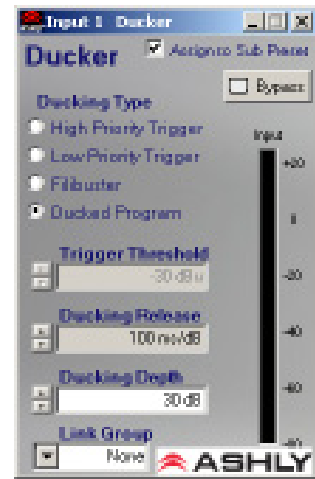 Input 1 Ducker
Ducker
Assign to Sub Preset
Bypass
Ducking Type
High Priority Trigger
Low Priority Trigger
Filibuster
Ducked Program
Input
+20
0
-20
-40
-60
Trigger Threshold
-30 dBu
Ducking Release
100 ms/dB
Ducking Depth
30 dB
Link Group
None
ASHLY